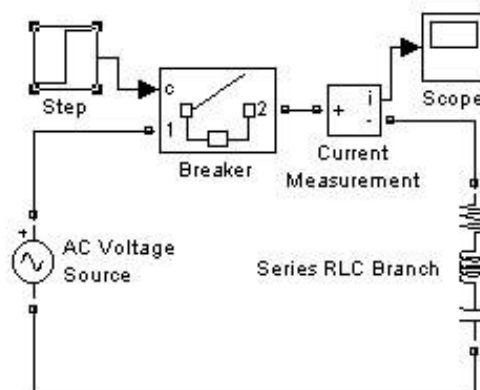 Step
c
1
2
Breaker
+
i
-
Current
Measurement
Scope
+
AC Voltage
Source
Series RLC Branch